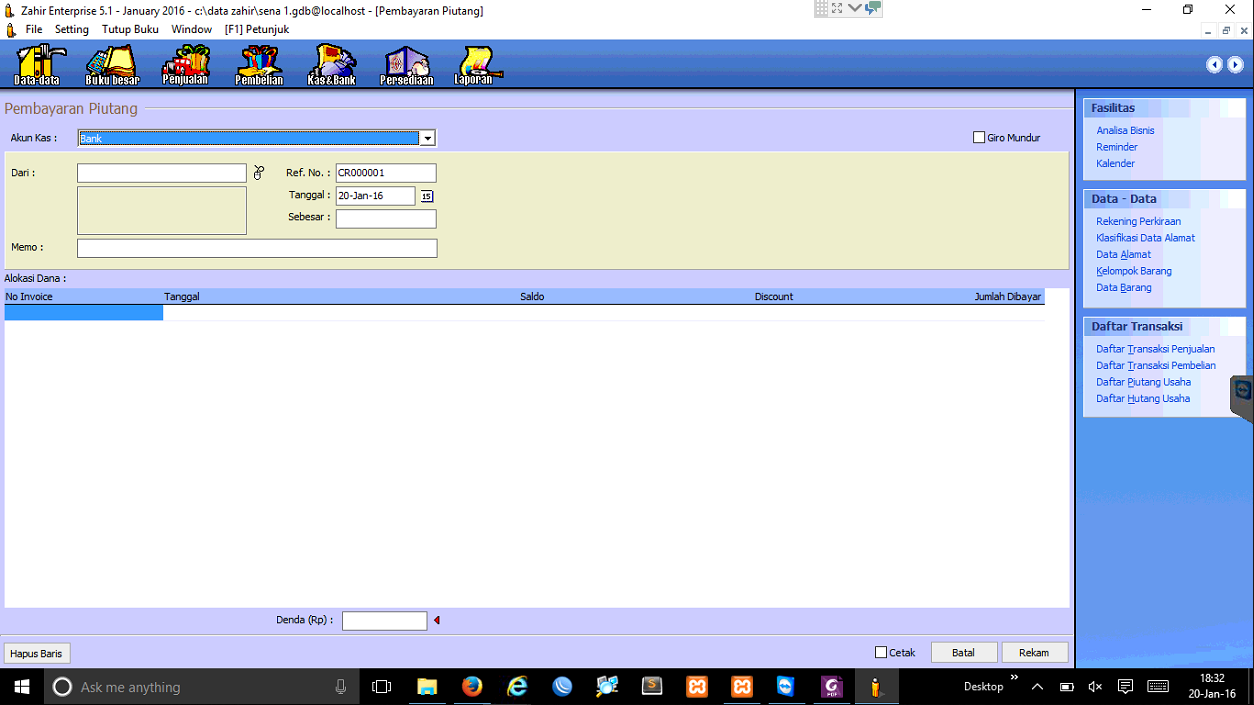 Zahir Enterprise 5.1 - January 2016 - c:\data zahir\sena 1.gdb@localhost - [Pembayaran Piutang]
File Setting Tutup Buku Window [F1] Petunjuk
Data-data Buku besar Penjualan Pembelian Kas&Bank Persediaan Laporan
Pembayaran Piutang
Akun Kas : Bank Giro Mundur
Dari : Ref. No. : CR000001
Tanggal : 20-Jan-16 15
Sebesar :
Memo :
Alokasi Dana :
No Invoice Tanggal Saldo Discount Jumlah Dibayar
Denda (Rp) :
Hapus Baris Cetak Batal Rekam
Fasilitas
Analisa Bisnis
Reminder
Kalender
Data - Data
Rekening Perkiraan
Klasifikasi Data Alamat
Data Alamat
Kelompok Barang
Data Barang
Daftar Transaksi
Daftar Transaksi Penjualan
Daftar Transaksi Pembelian
Daftar Piutang Usaha
Daftar Hutang Usaha
Ask me anything
Desktop
18:32
20-Jan-16